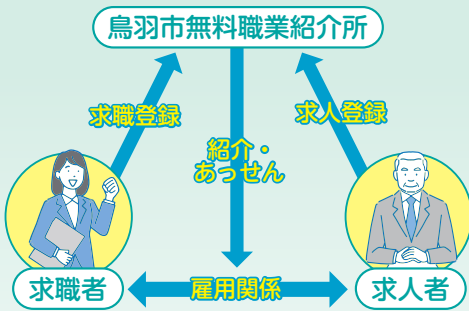 鳥羽市無料職業紹介所
求職登録
求人登録
紹介・
あっせん
求職者
雇用関係
求人者